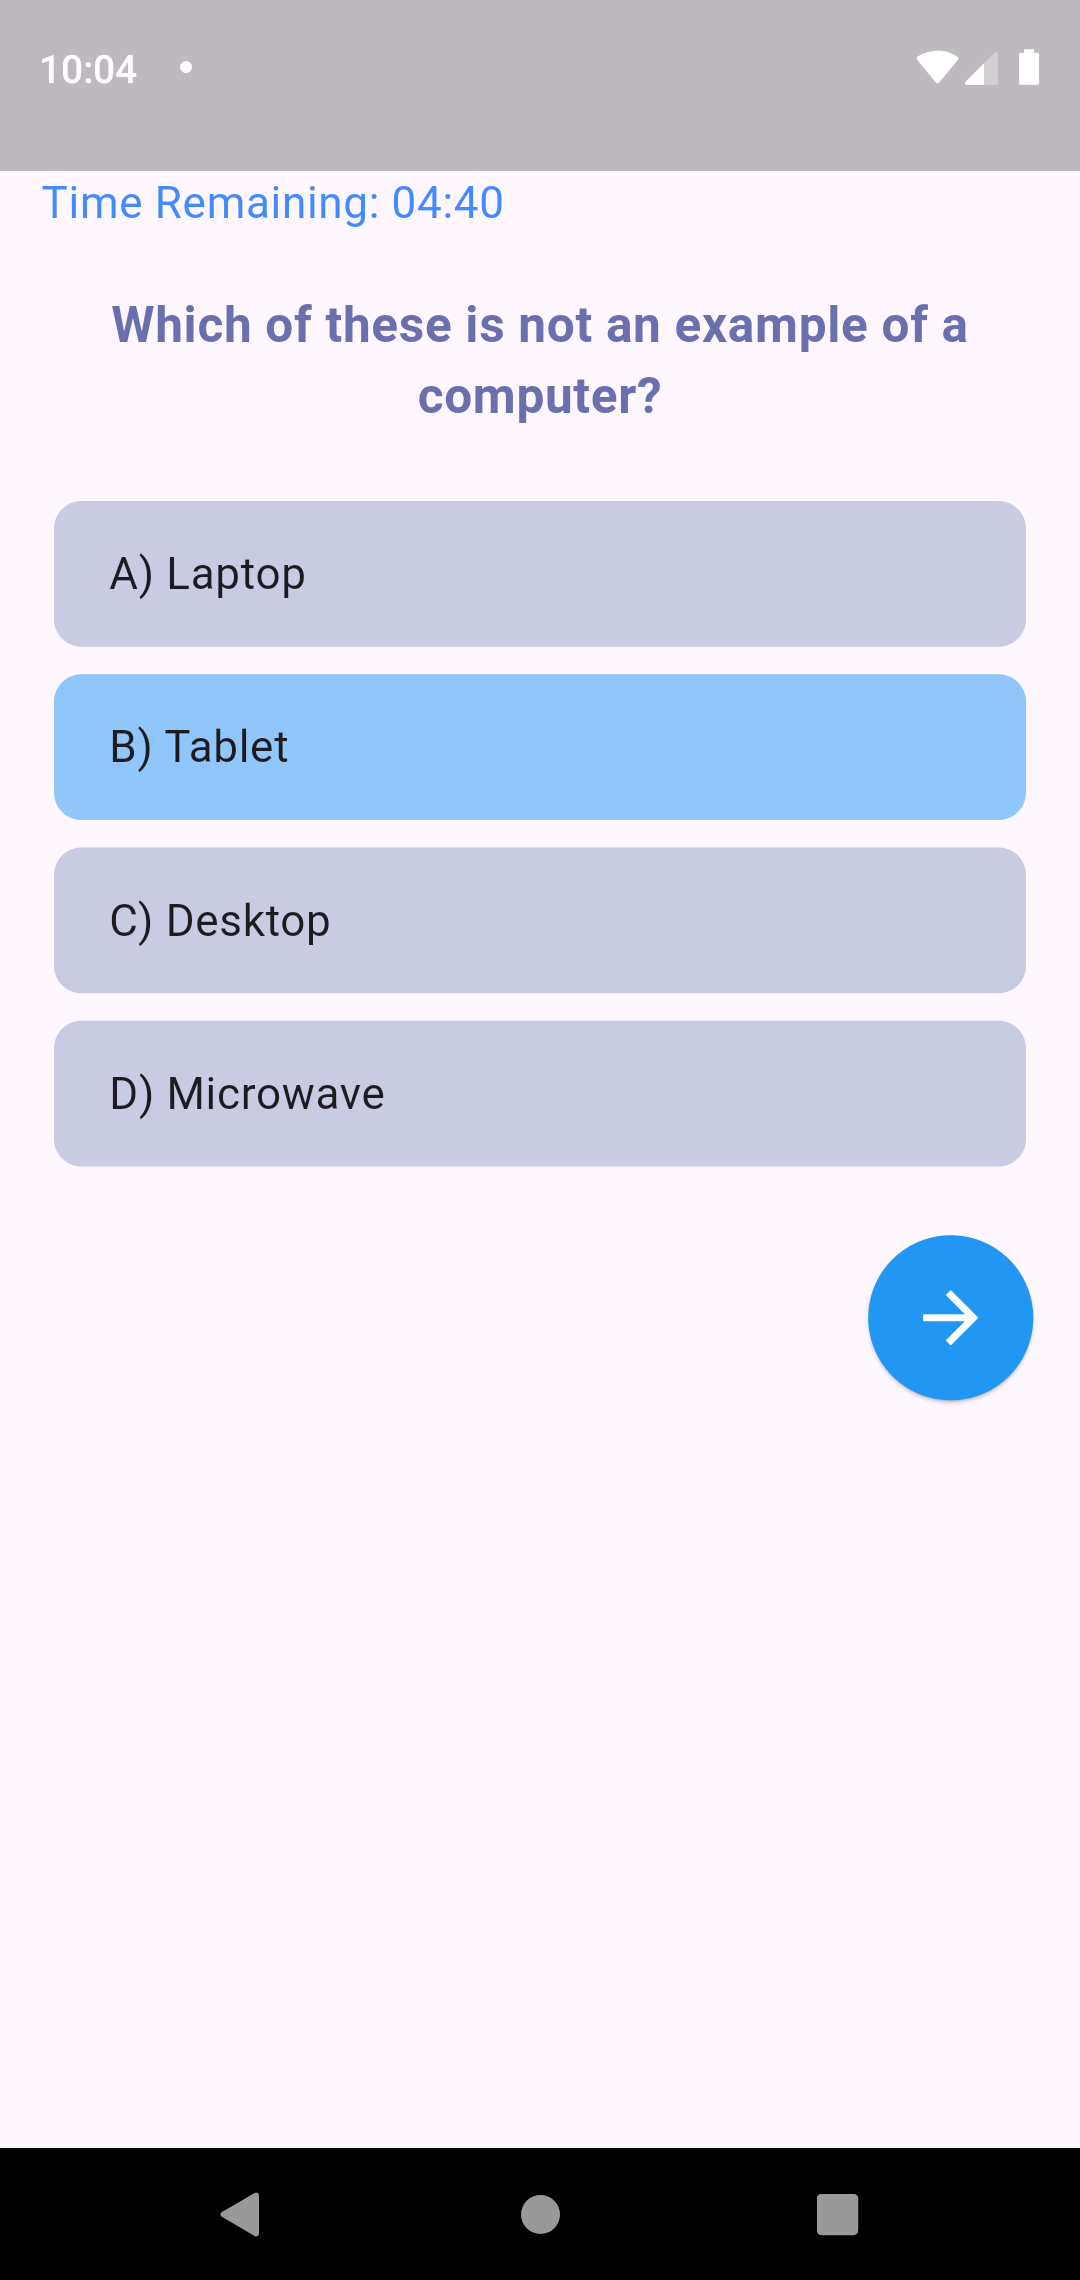 10:04
Time Remaining: 04:40
Which of these is not an example of a
computer?
A) Laptop
B) Tablet
C) Desktop
D) Microwave